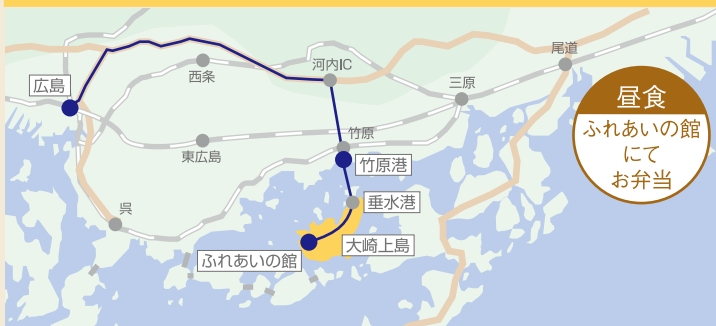 広島
西条
河内IC
尾道
三原
東広島
竹原
竹原港
呉
垂水港
大崎上島
ふれあいの館
昼食
ふれあいの館
にて
お弁当